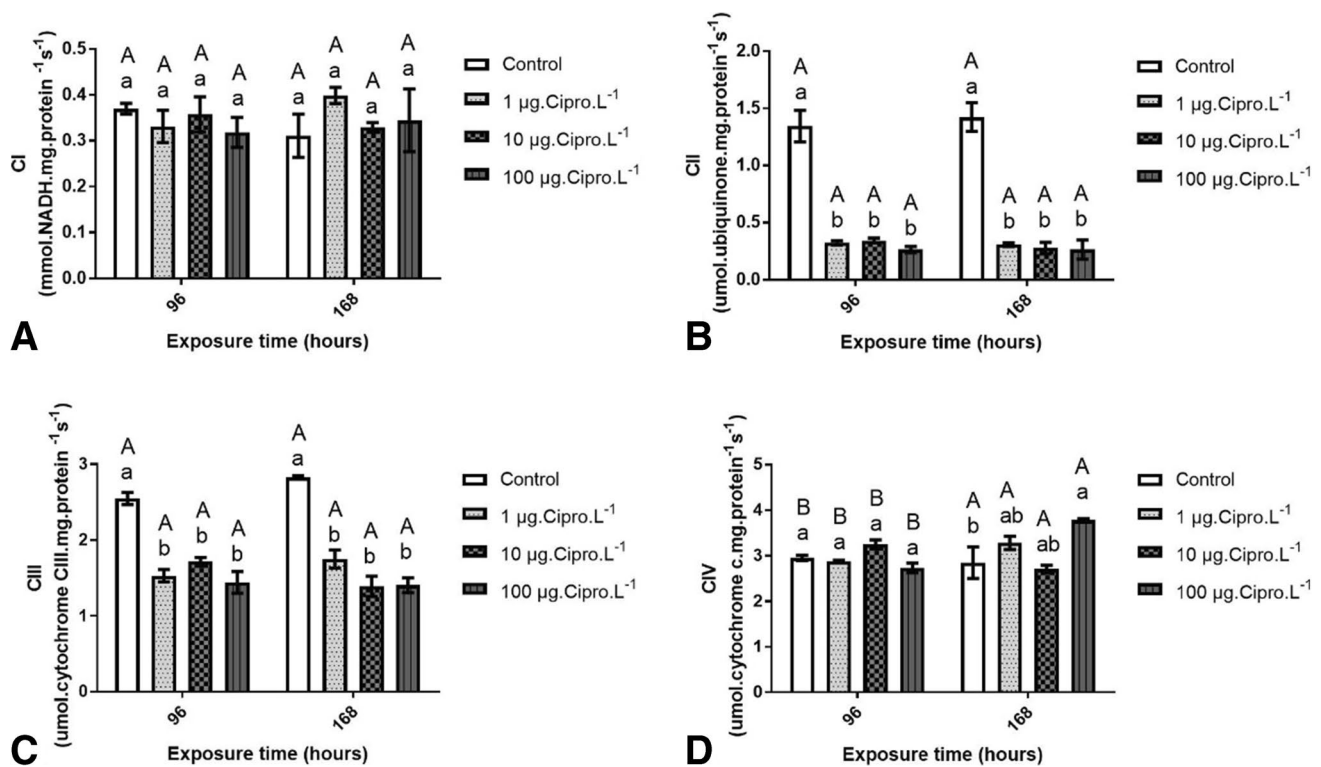 CI
(mmol.NADH.mg.protein⁻¹s⁻¹)
0.5
0.4
0.3
0.2
0.1
0.0
A A A A A A A A
a a a a a a a a
96
168
Exposure time (hours)
Control
1 µg.Cipro.L⁻¹
10 µg.Cipro.L⁻¹
100 µg.Cipro.L⁻¹
A
CII
(umol.ubiquinone.mg.protein⁻¹s⁻¹)
2.0
1.5
1.0
0.5
0.0
A A A A A A A A
a b b b a b b b
96
168
Exposure time (hours)
Control
1 µg.Cipro.L⁻¹
10 µg.Cipro.L⁻¹
100 µg.Cipro.L⁻¹
B
CIII
(umol.cytochrome CIII.mg.protein⁻¹s⁻¹)
3
2
1
0
A A A A A A A A
a b b b a b b b
96
168
Exposure time (hours)
Control
1 µg.Cipro.L⁻¹
10 µg.Cipro.L⁻¹
100 µg.Cipro.L⁻¹
C
CIV
(umol.cytochrome c.mg.protein⁻¹s⁻¹)
5
4
3
2
1
0
B B B B A A A A
a a a a b ab ab a
96
168
Exposure time (hours)
Control
1 µg.Cipro.L⁻¹
10 µg.Cipro.L⁻¹
100 µg.Cipro.L⁻¹
D